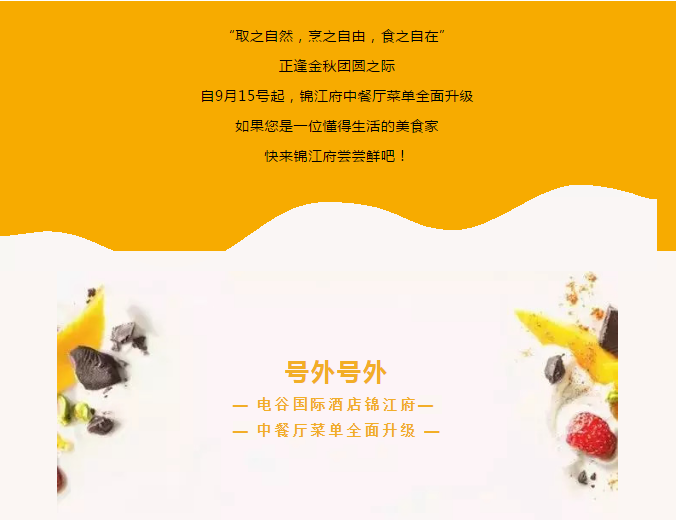 “取之自然，烹之自由，食之自在”
正逢金秋团圆之际
自9月15号起，锦江府中餐厅菜单全面升级
如果您是一位懂得生活的美食家
快来锦江府尝尝鲜吧！
号外号外
— 电谷国际酒店锦江府—
— 中餐厅菜单全面升级 —